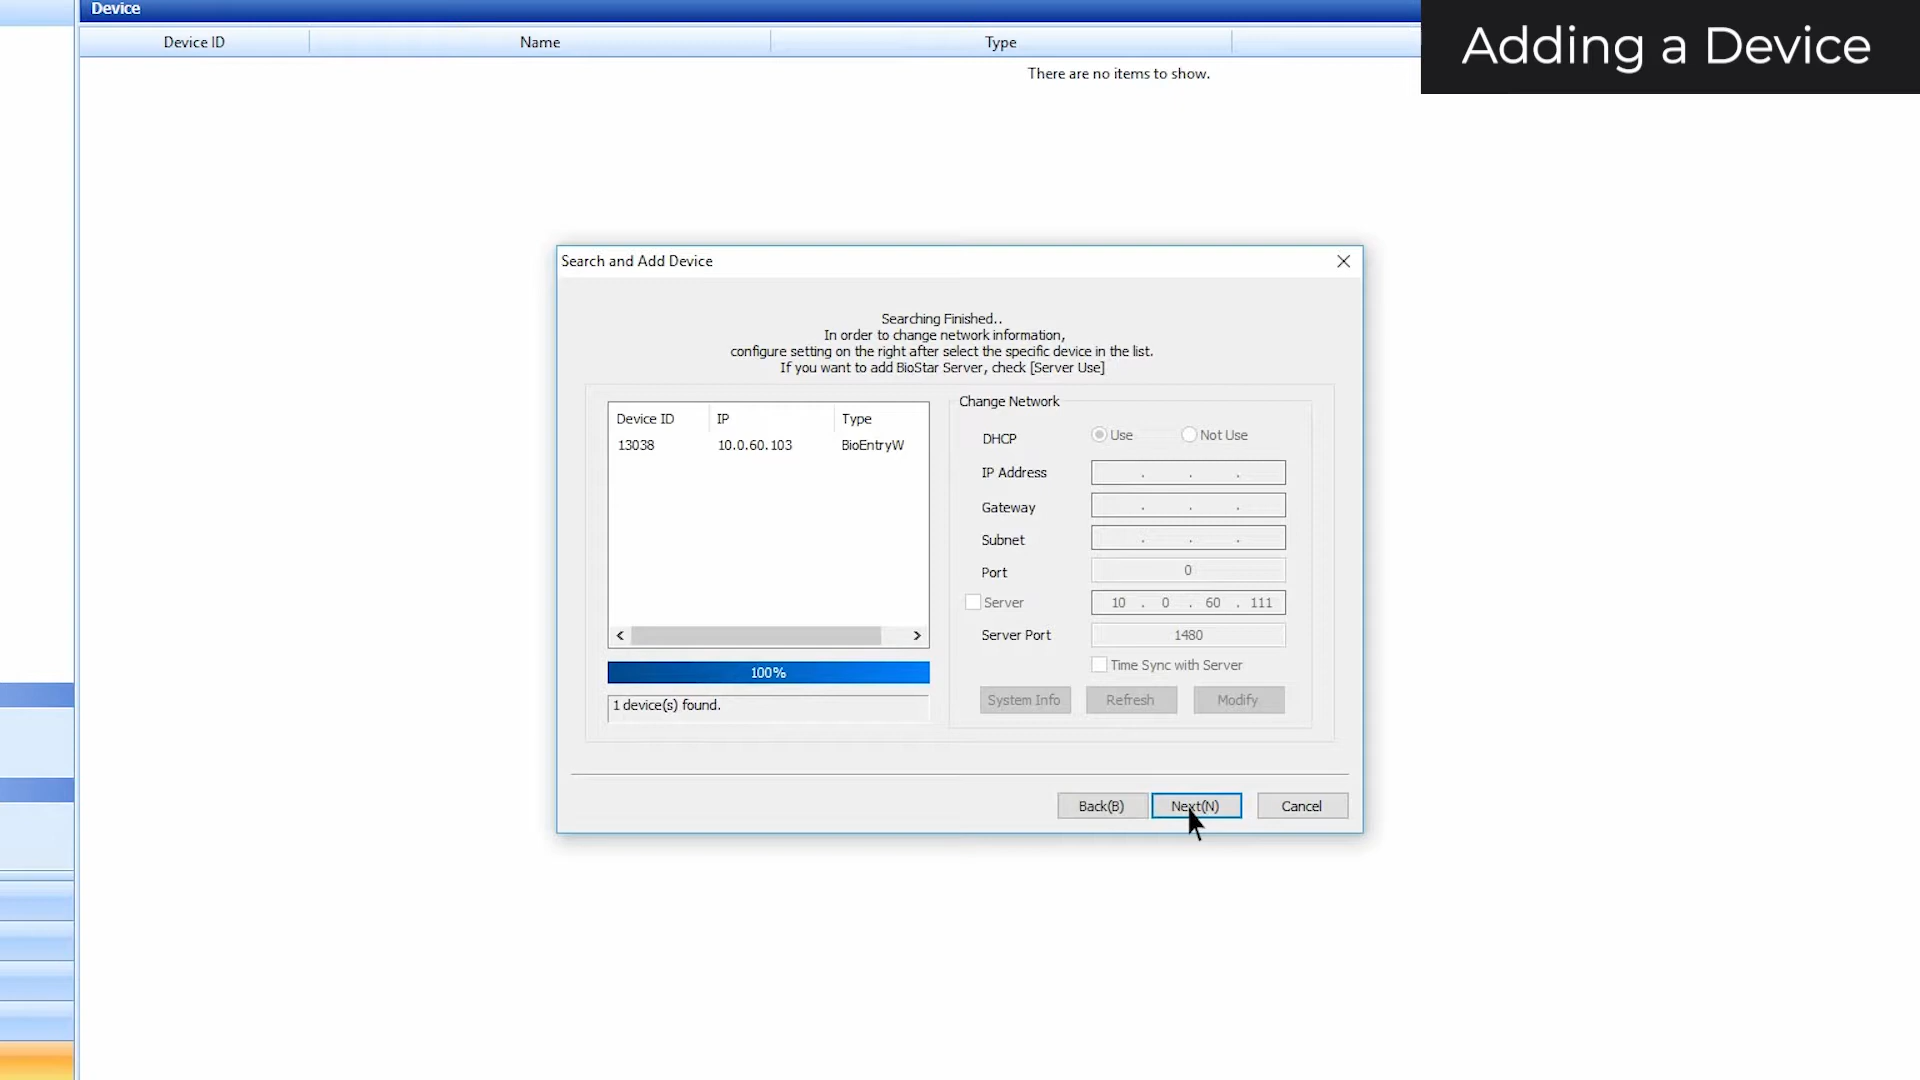 Device
Adding a Device
Device ID Name Type
There are no items to show.
Search and Add Device
Searching Finished..
In order to change network information,
configure setting on the right after select the specific device in the list.
If you want to add BioStar Server, check [Server Use]
Device ID IP Type
13038 10.0.60.103 BioEntryW
100%
1 device(s) found.
Change Network
DHCP Use Not Use
IP Address . . .
Gateway . . .
Subnet . . .
Port 0
Server 10 . 0 . 60 . 111
Server Port 1480
Time Sync with Server
System Info Refresh Modify
Back(B) Next(N) Cancel